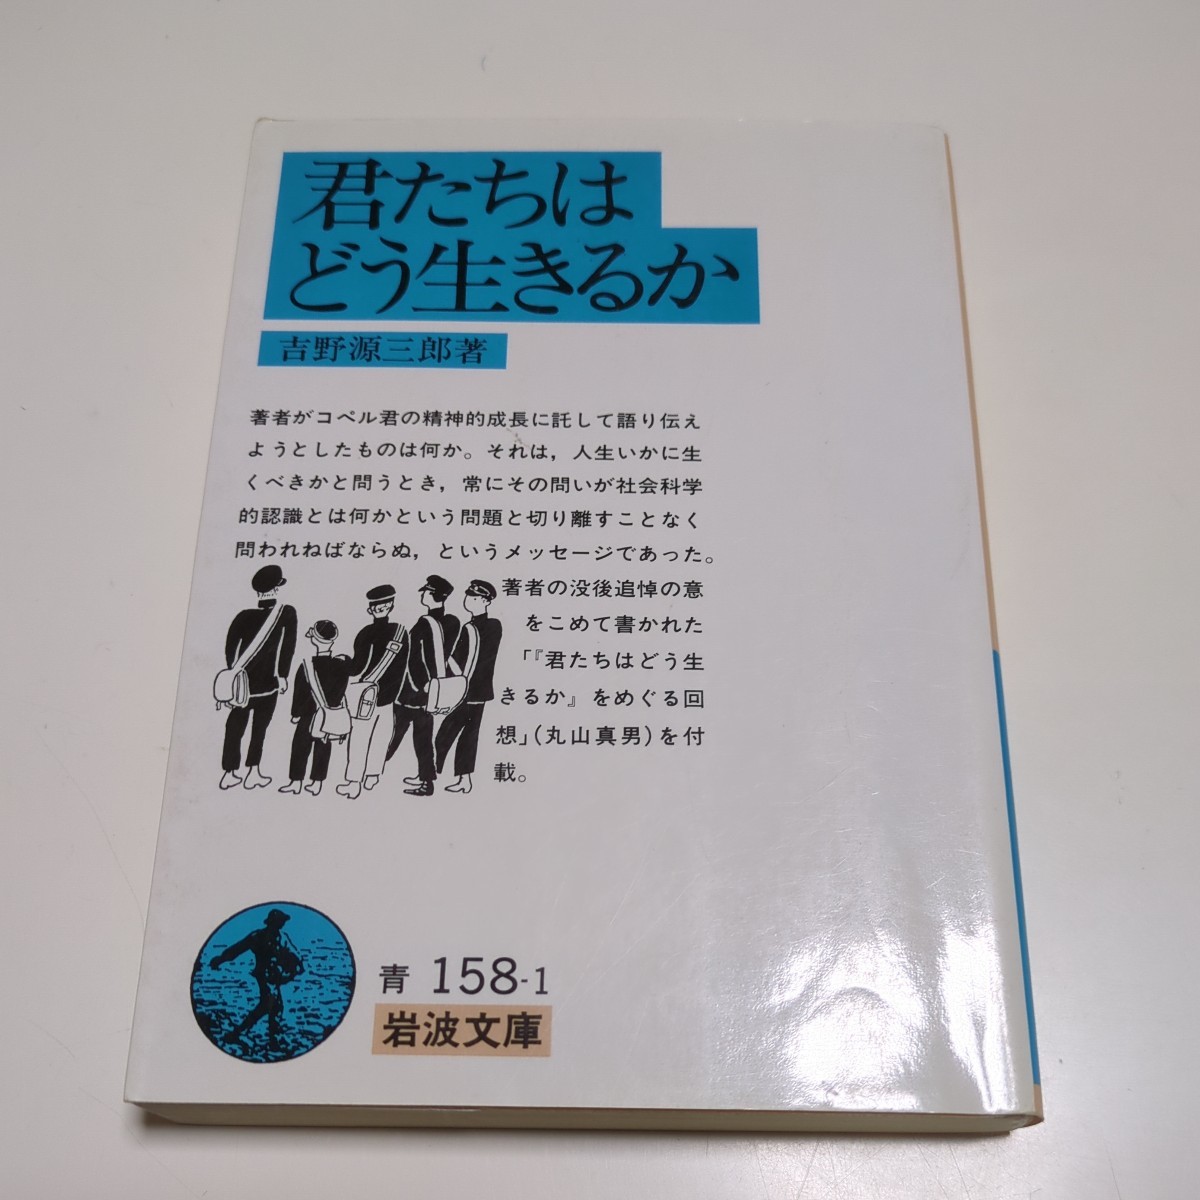 君たちは
どう生きるか
吉野源三郎著
著者がコペル君の精神的成長に託して語り伝え
ようとしたものは何か。それは，人生いかに生
くべきかと問うとき，常にその問いが社会科学
的認識とは何かという問題と切り離すことなく
問われねばならぬ，というメッセージであった。
著者の没後追悼の意
をこめて書かれた
「『君たちはどう生
きるか』をめぐる回
想」（丸山真男）を付
載。
青 158-1
岩波文庫